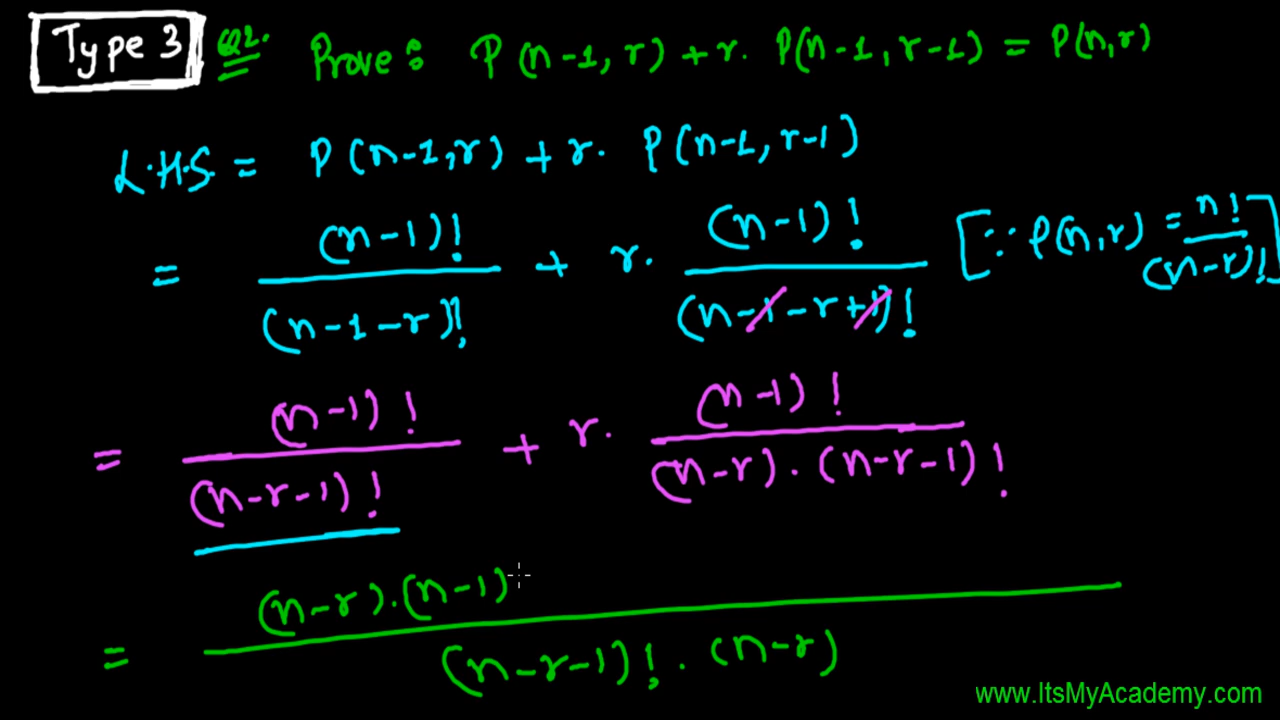 Type 3 Q2. Prove: P(n-1, r) + r. P(n-1, r-1) = P(n,r)
L.H.S = P(n-1,r) + r. P(n-1, r-1)
= (n-1)! / (n-1-r)! + r. (n-1)! / (n-1-r+1)! [∵ P(n,r) = n! / (n-r)!]
= (n-1)! / (n-r-1)! + r. (n-1)! / (n-r).(n-r-1)!
= (n-r).(n-1) / (n-r-1)!.(n-r)
www.ItsMyAcademy.com